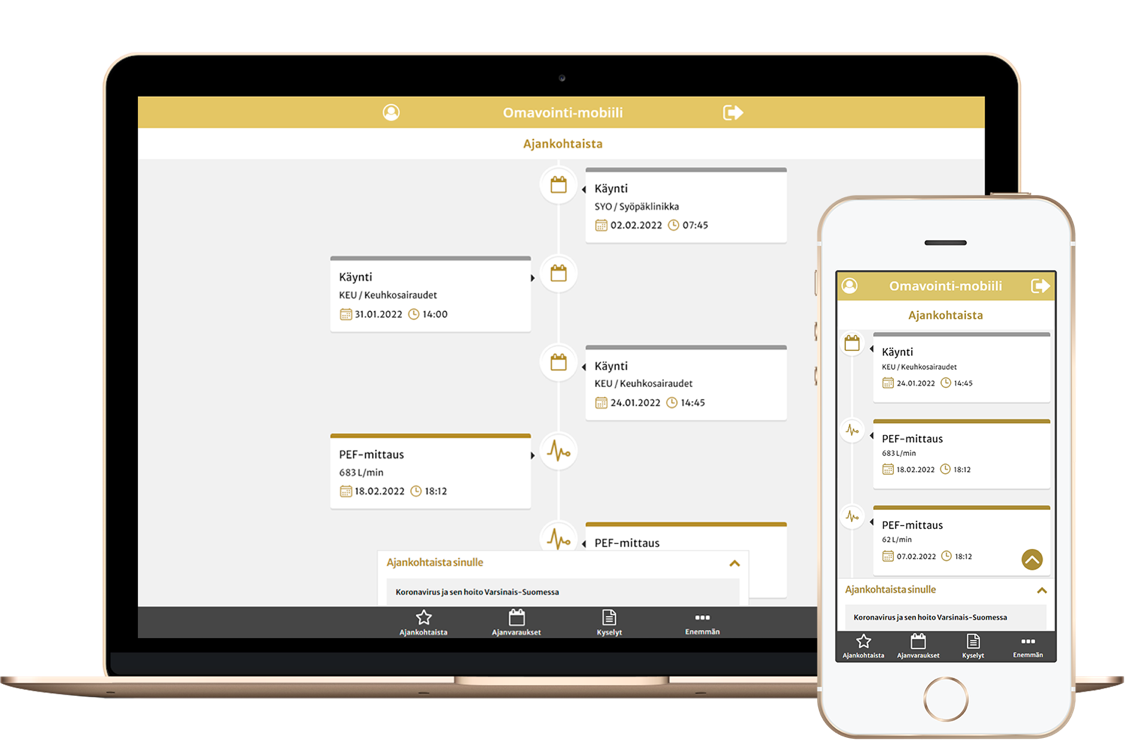 Omavointi-mobiili
Ajankohtaista
Käynti
SYO / Syöpäklinikka
02.02.2022 07:45
Käynti
KEU / Keuhkosairaudet
31.01.2022 14:00
Käynti
KEU / Keuhkosairaudet
24.01.2022 14:45
PEF-mittaus
683 L/min
18.02.2022 18:12
PEF-mittaus
Ajankohtaista sinulle
Koronavirus ja sen hoito Varsinais-Suomessa
Ajankohtaista Ajanvaraukset Kyselyt Enemmän
Omavointi-mobiili
Ajankohtaista
Käynti
KEU / Keuhkosairaudet
24.01.2022 14:45
PEF-mittaus
683 L/min
18.02.2022 18:12
PEF-mittaus
62 L/min
07.02.2022 18:12
Ajankohtaista sinulle
Koronavirus ja sen hoito Varsinais-Suomessa
Ajankohtaista Ajanvaraukset Kyselyt Enemmän